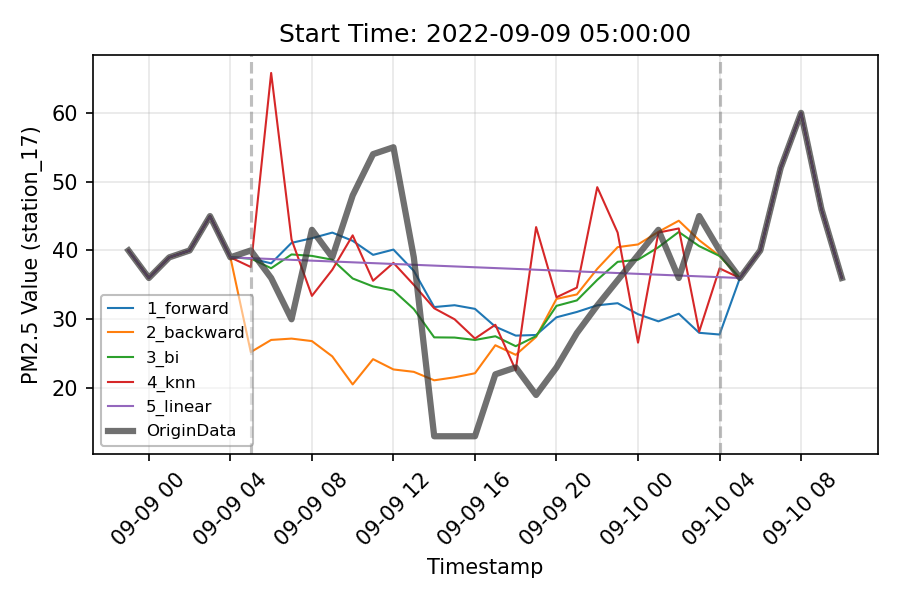 Start Time: 2022-09-09 05:00:00
PM2.5 Value (station_17)
60
50
40
30
20
1_forward
2_backward
3_bi
4_knn
5_linear
OriginData
09-09 00
09-09 04
09-09 08
09-09 12
09-09 16
09-09 20
09-10 00
09-10 04
09-10 08
Timestamp